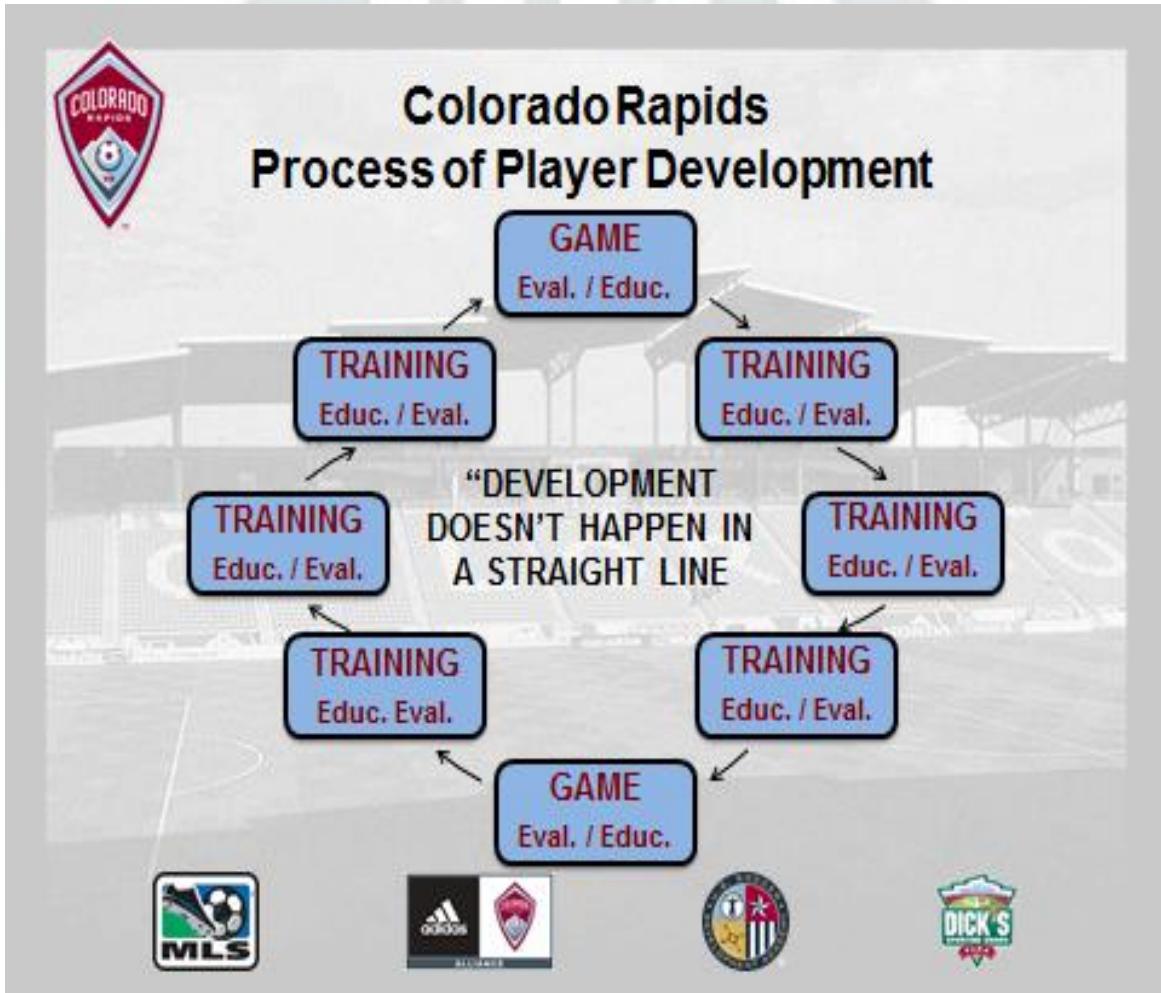 COLORADO
RAPIDS
Colorado Rapids
Process of Player Development
GAME
Eval. / Educ.
TRAINING
Educ. / Eval.
TRAINING
Educ. / Eval.
TRAINING
Educ. / Eval.
“DEVELOPMENT
DOESN’T HAPPEN IN
A STRAIGHT LINE
TRAINING
Educ. / Eval.
TRAINING
Educ. Eval.
TRAINING
Educ. / Eval.
GAME
Eval. / Educ.
MLS
adidas
ALLIANCE
DICK'S